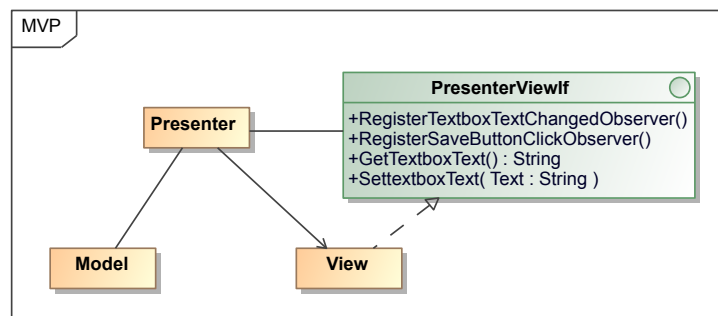 MVP
PresenterViewIf
Presenter
+RegisterTextboxTextChangedObserver()
+RegisterSaveButtonClickObserver()
+GetTextboxText() : String
+SettextboxText( Text : String )
Model
View